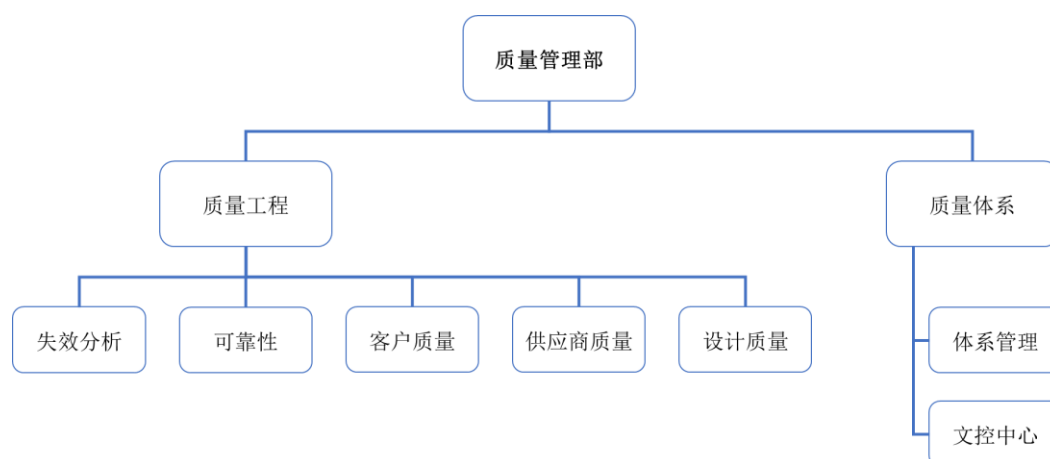 质量管理部
质量工程
质量体系
失效分析
可靠性
客户质量
供应商质量
设计质量
体系管理
文控中心